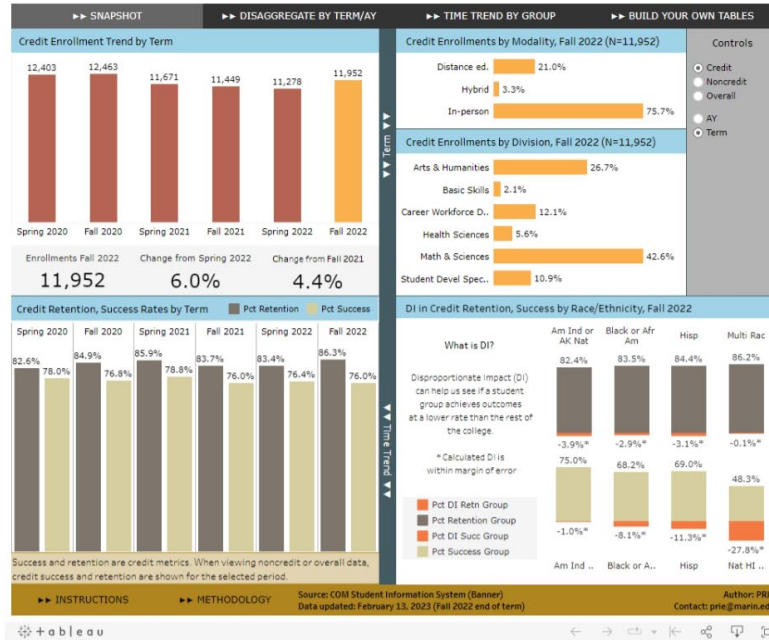 ►► SNAPSHOT
►► DISAGGREGATE BY TERM/AY
►► TIME TREND BY GROUP
►► BUILD YOUR OWN TABLES
Credit Enrollment Trend by Term
12,403
12,463
11,671
11,449
11,278
11,952
Spring 2020
Fall 2020
Spring 2021
Fall 2021
Spring 2022
Fall 2022
Enrollments Fall 2022
Change from Spring 2022
Change from Fall 2021
11,952
6.0%
4.4%
►► Term ►►
Credit Enrollments by Modality, Fall 2022 (N=11,952)
Distance ed.
21.0%
Hybrid
3.3%
In-person
75.7%
Credit Enrollments by Division, Fall 2022 (N=11,952)
Arts & Humanities
26.7%
Basic Skills
2.1%
Career Workforce D..
12.1%
Health Sciences
5.6%
Math & Sciences
42.6%
Student Devel Spec..
10.9%
Controls
Credit
Noncredit
Overall
AY
Term
Credit Retention, Success Rates by Term
Pct Retention
Pct Success
Spring 2020
Fall 2020
Spring 2021
Fall 2021
Spring 2022
Fall 2022
82.6%
78.0%
84.9%
76.8%
85.9%
78.8%
83.7%
76.0%
83.4%
76.4%
86.3%
76.0%
Success and retention are credit metrics. When viewing noncredit or overall data,
credit success and retention are shown for the selected period.
◄◄ Time Trend ◄◄
DI in Credit Retention, Success by Race/Ethnicity, Fall 2022
What is DI?
Disproportionate Impact (DI)
can help us see if a student
group achieves outcomes
at a lower rate than the rest of
the college.
* Calculated DI is
within margin of error
Pct DI Retn Group
Pct Retention Group
Pct DI Succ Group
Pct Success Group
Am Ind or
AK Nat
Black or Afr
Am
Hisp
Multi Rac
82.4%
83.5%
84.4%
86.2%
-3.9%*
-2.9%*
-3.1%*
-0.1%*
75.0%
68.2%
69.0%
48.3%
-1.0%*
-8.1%*
-11.3%*
-27.8%*
Am Ind ..
Black or A..
Hisp
Nat HI ..
►► INSTRUCTIONS
►► METHODOLOGY
Source: COM Student Information System (Banner)
Data updated: February 13, 2023 (Fall 2022 end of term)
Author: PRI
Contact: prie@marin.ed
+ableau